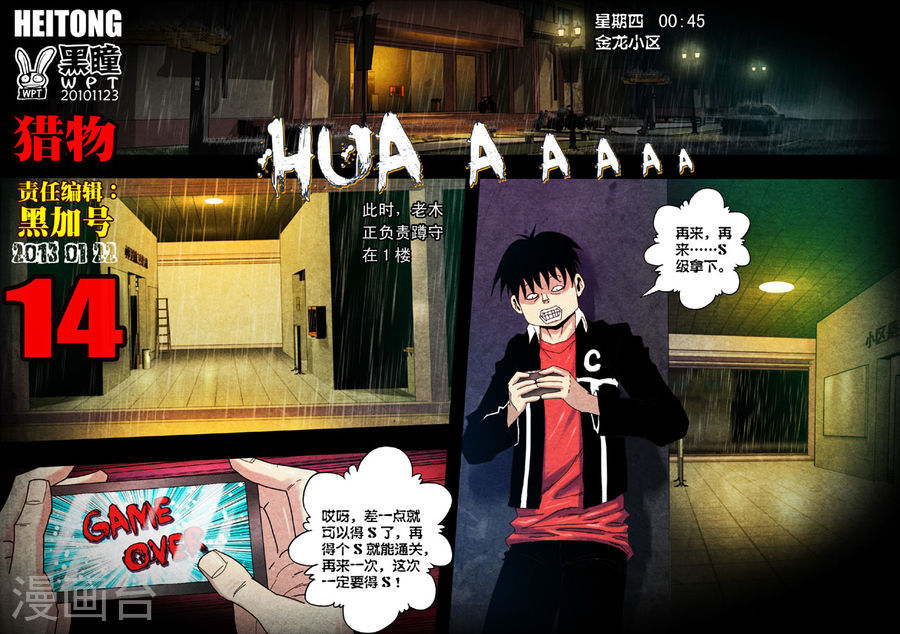 HEITONG
黑瞳
WPT
WPT
20101123
猎物
责任编辑：
黑加号
2013 01 22
14
星期四 00:45
金龙小区
HUA A A A A A
此时，老木
正负责蹲守
在1楼
再来，再
来……S
级拿下。
小区
GAME
OVER
哎呀，差一点就
可以得S了，再
得个S就能通关，
再来一次，这次
一定要得S！
漫画台